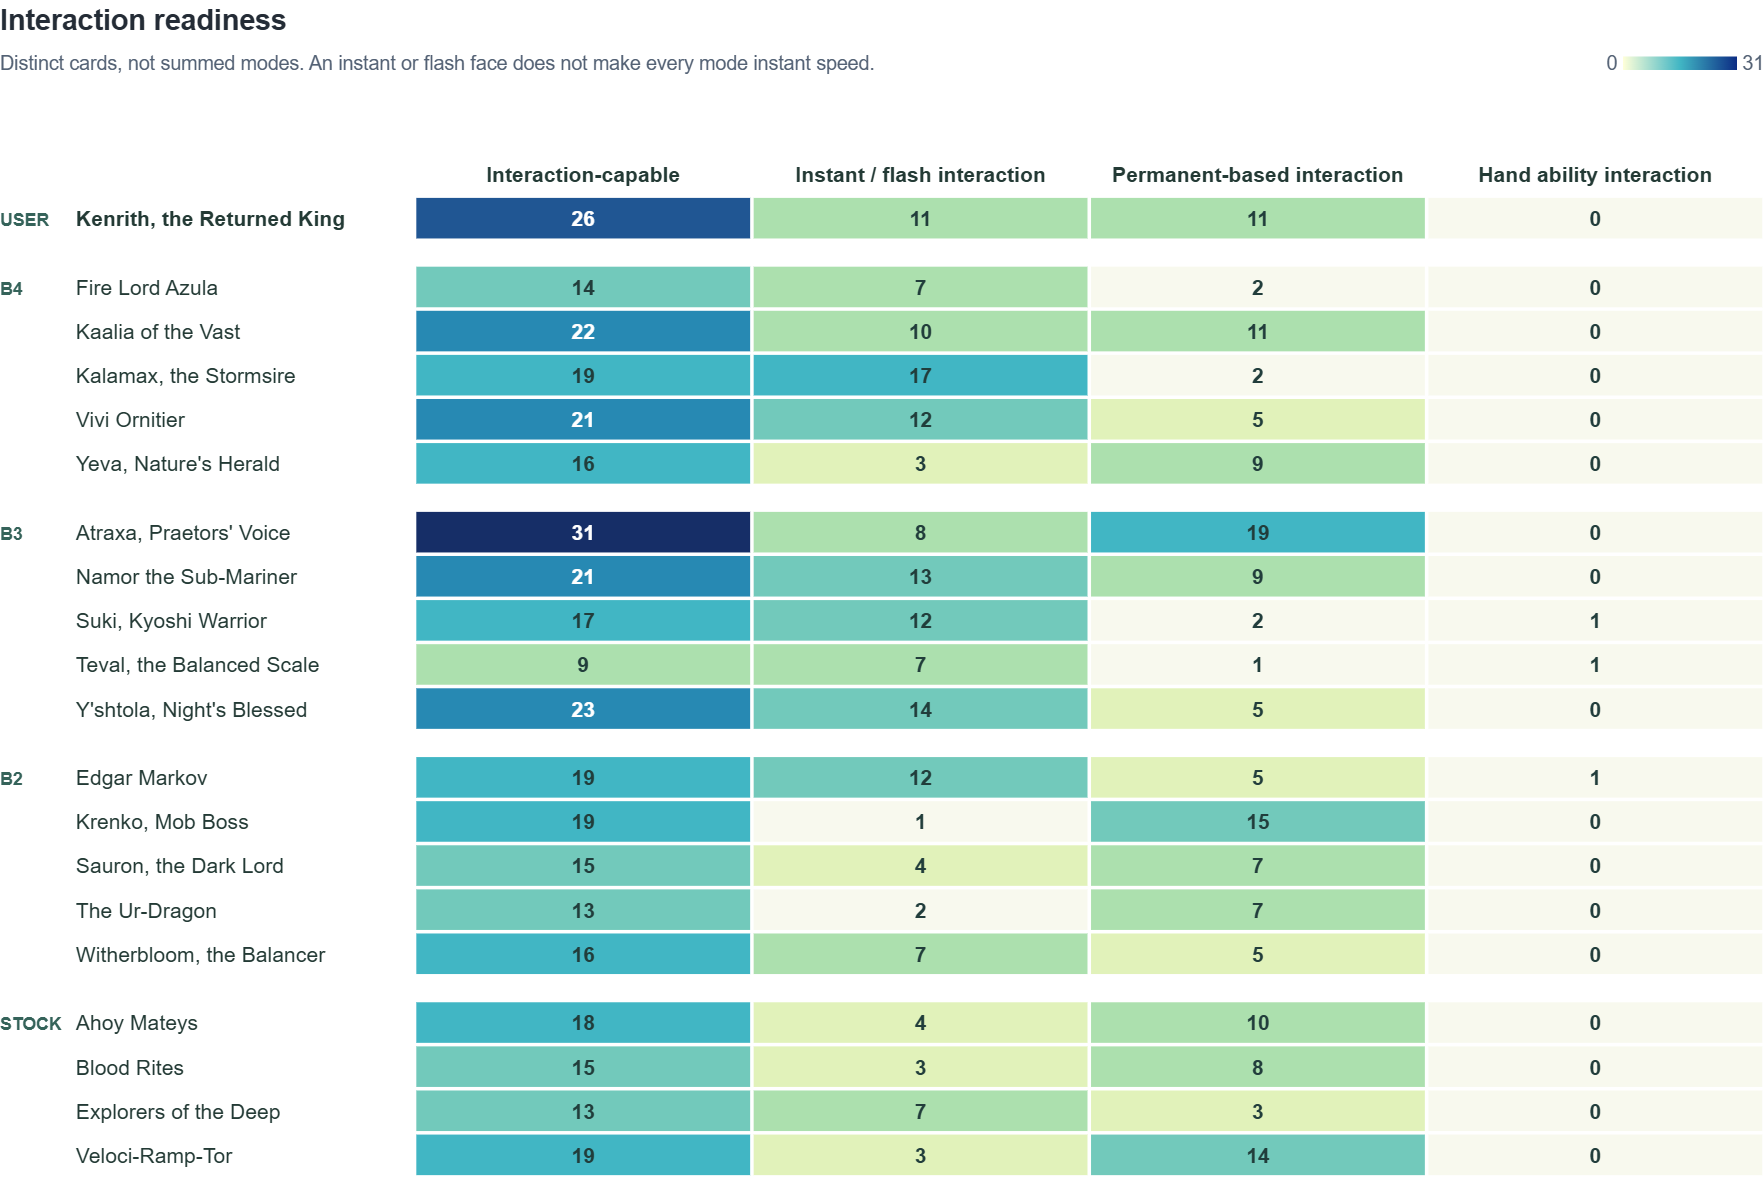 Interaction readiness
Distinct cards, not summed modes. An instant or flash face does not make every mode instant speed.
0 31
Interaction-capable Instant / flash interaction Permanent-based interaction Hand ability interaction
USER Kenrith, the Returned King 26 11 11 0
B4 Fire Lord Azula 14 7 2 0
Kaalia of the Vast 22 10 11 0
Kalamax, the Stormsire 19 17 2 0
Vivi Ornitier 21 12 5 0
Yeva, Nature's Herald 16 3 9 0
B3 Atraxa, Praetors' Voice 31 8 19 0
Namor the Sub-Mariner 21 13 9 0
Suki, Kyoshi Warrior 17 12 2 1
Teval, the Balanced Scale 9 7 1 1
Y'shtola, Night's Blessed 23 14 5 0
B2 Edgar Markov 19 12 5 1
Krenko, Mob Boss 19 1 15 0
Sauron, the Dark Lord 15 4 7 0
The Ur-Dragon 13 2 7 0
Witherbloom, the Balancer 16 7 5 0
STOCK Ahoy Mateys 18 4 10 0
Blood Rites 15 3 8 0
Explorers of the Deep 13 7 3 0
Veloci-Ramp-Tor 19 3 14 0